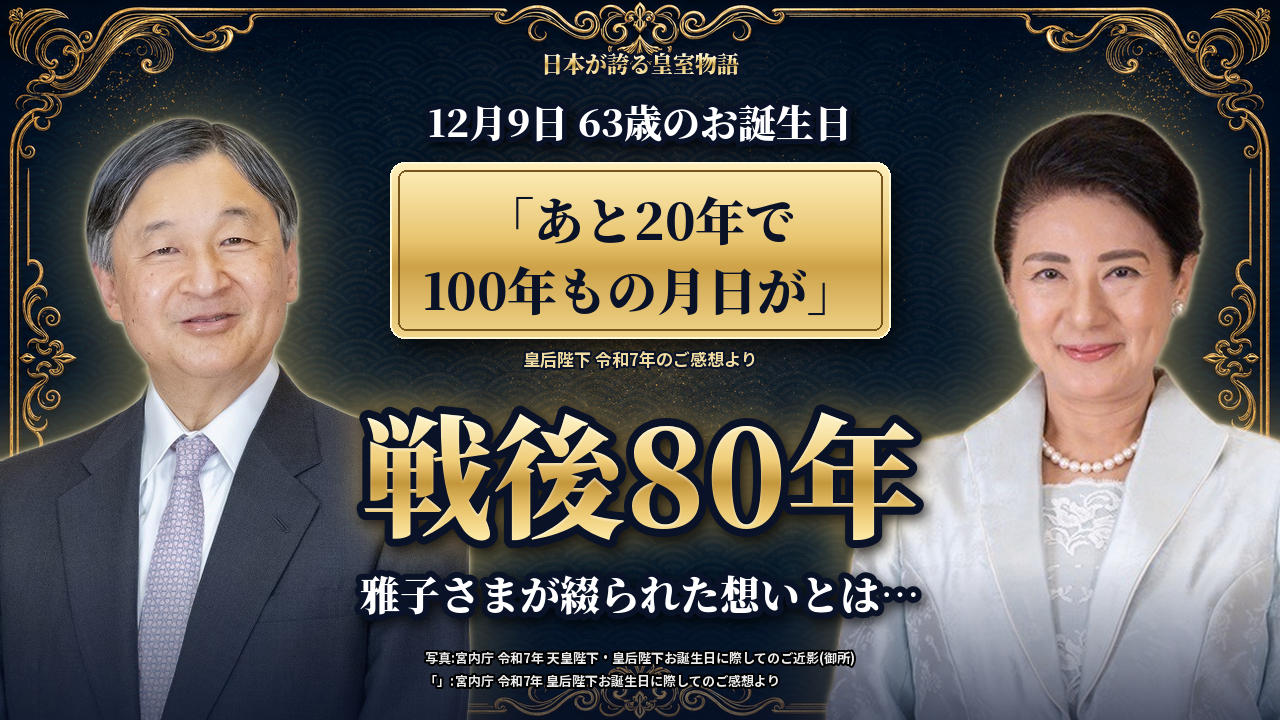 日本が誇る皇室物語
12月9日 63歳のお誕生日
「あと20年で
100年もの月日が」
皇后陛下 令和7年のご感想より
戦後80年
雅子さまが綴られた想いとは…
写真:宮内庁 令和7年 天皇陛下・皇后陛下お誕生日に際してのご近影(御所)
「」:宮内庁 令和7年 皇后陛下お誕生日に際してのご感想より